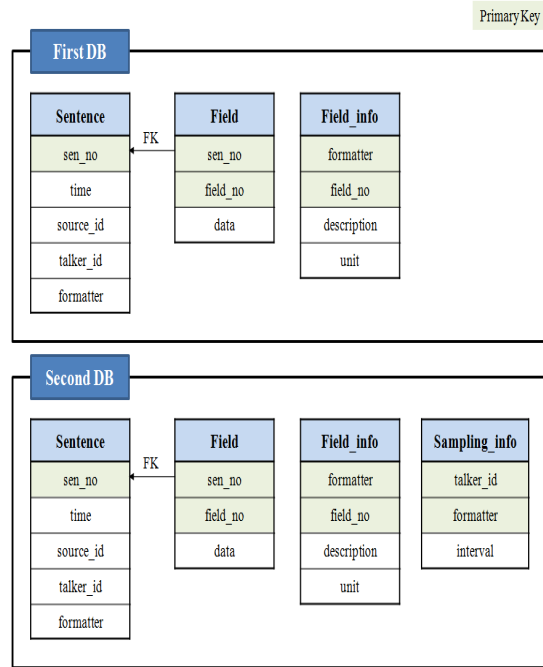 Primary Key
First DB
Sentence
sen_no
time
source_id
talker_id
formatter
FK
Field
sen_no
field_no
data
Field_info
formatter
field_no
description
unit
Second DB
Sentence
sen_no
time
source_id
talker_id
formatter
FK
Field
sen_no
field_no
data
Field_info
formatter
field_no
description
unit
Sampling_info
talker_id
formatter
interval